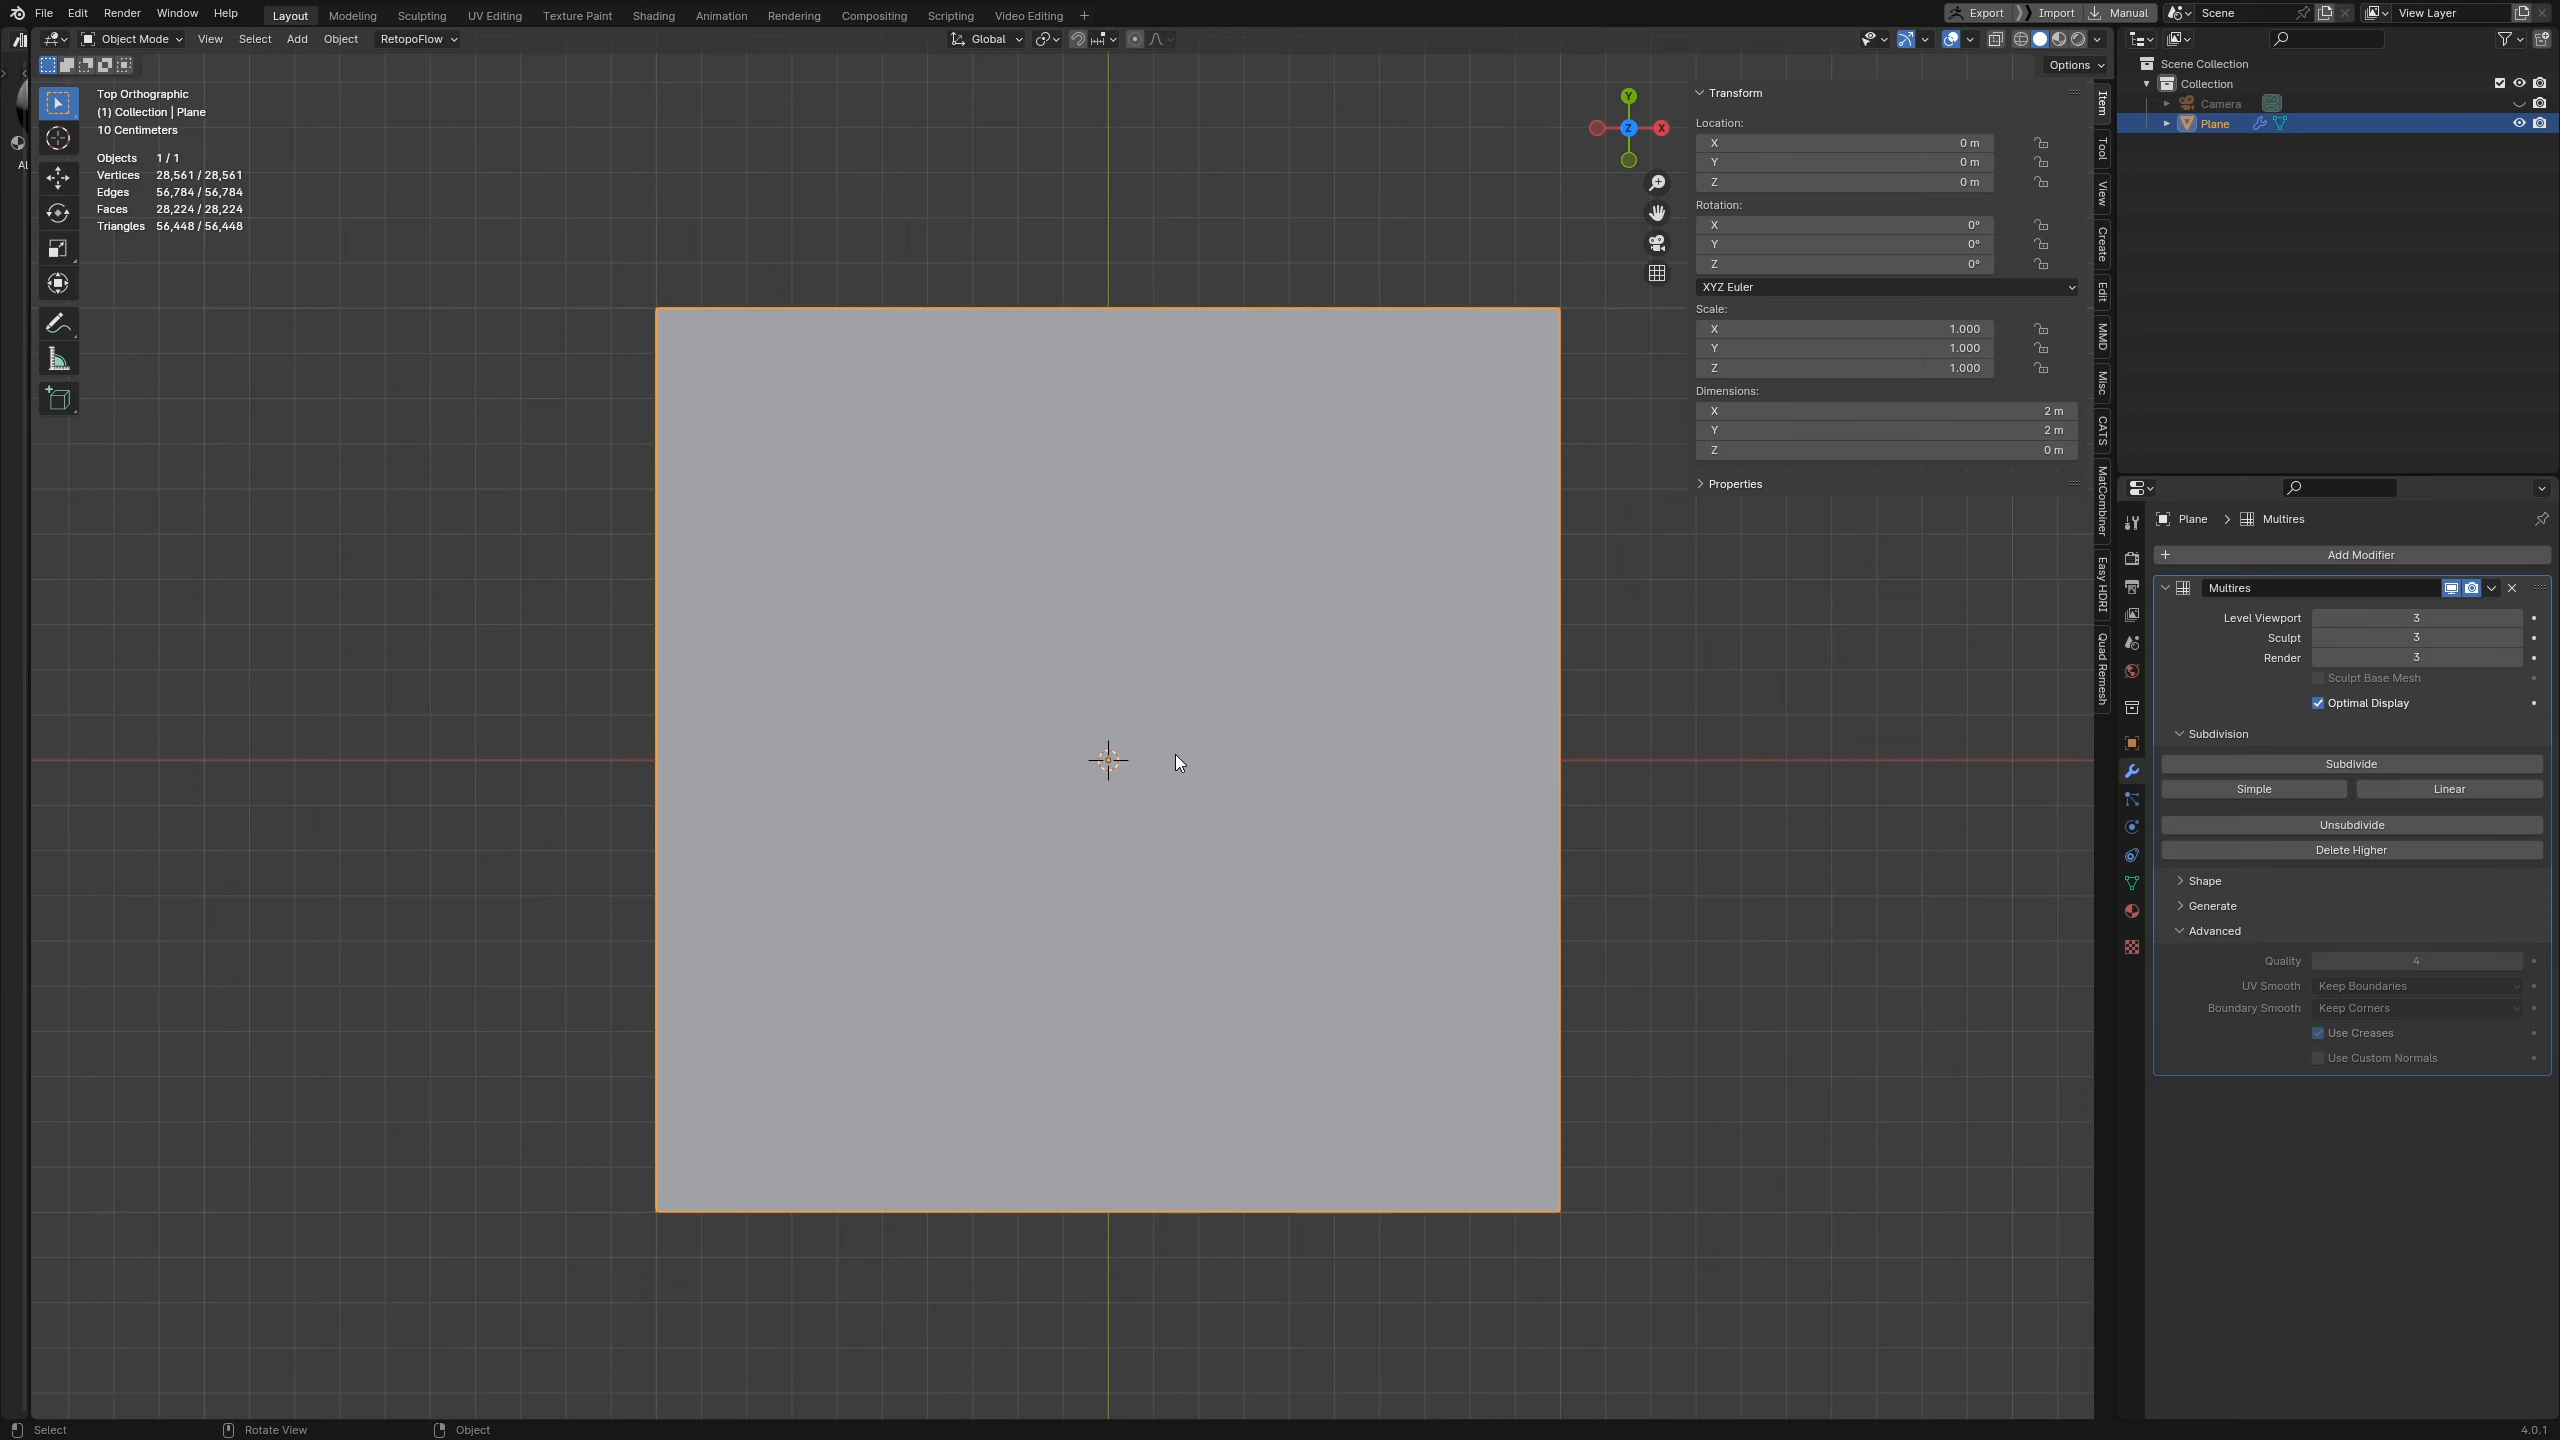 File Edit Render Window Help Layout Modeling Sculpting UV Editing Texture Paint Shading Animation Rendering Compositing Scripting Video Editing + Export Import Manual Scene View Layer
Object Mode View Select Add Object RetopoFlow Global
Options
Top Orthographic
(1) Collection | Plane
10 Centimeters
Objects 1 / 1
Vertices 28,561 / 28,561
Edges 56,784 / 56,784
Faces 28,224 / 28,224
Triangles 56,448 / 56,448
Al
Y
Z
X
Transform
Location:
X 0 m
Y 0 m
Z 0 m
Rotation:
X 0°
Y 0°
Z 0°
XYZ Euler
Scale:
X 1.000
Y 1.000
Z 1.000
Dimensions:
X 2 m
Y 2 m
Z 0 m
Properties
Item
Tool
View
Create
Edit
MMD
Misc
CATS
MatCombiner
Easy HDRI
Quad Remesh
Scene Collection
Collection
Camera
Plane
Plane > Multires
+ Add Modifier
Multires
Level Viewport 3
Sculpt 3
Render 3
Sculpt Base Mesh
Optimal Display
Subdivision
Subdivide
Simple Linear
Unsubdivide
Delete Higher
Shape
Generate
Advanced
Quality 4
UV Smooth Keep Boundaries
Boundary Smooth Keep Corners
Use Creases
Use Custom Normals
Select Rotate View Object 4.0.1